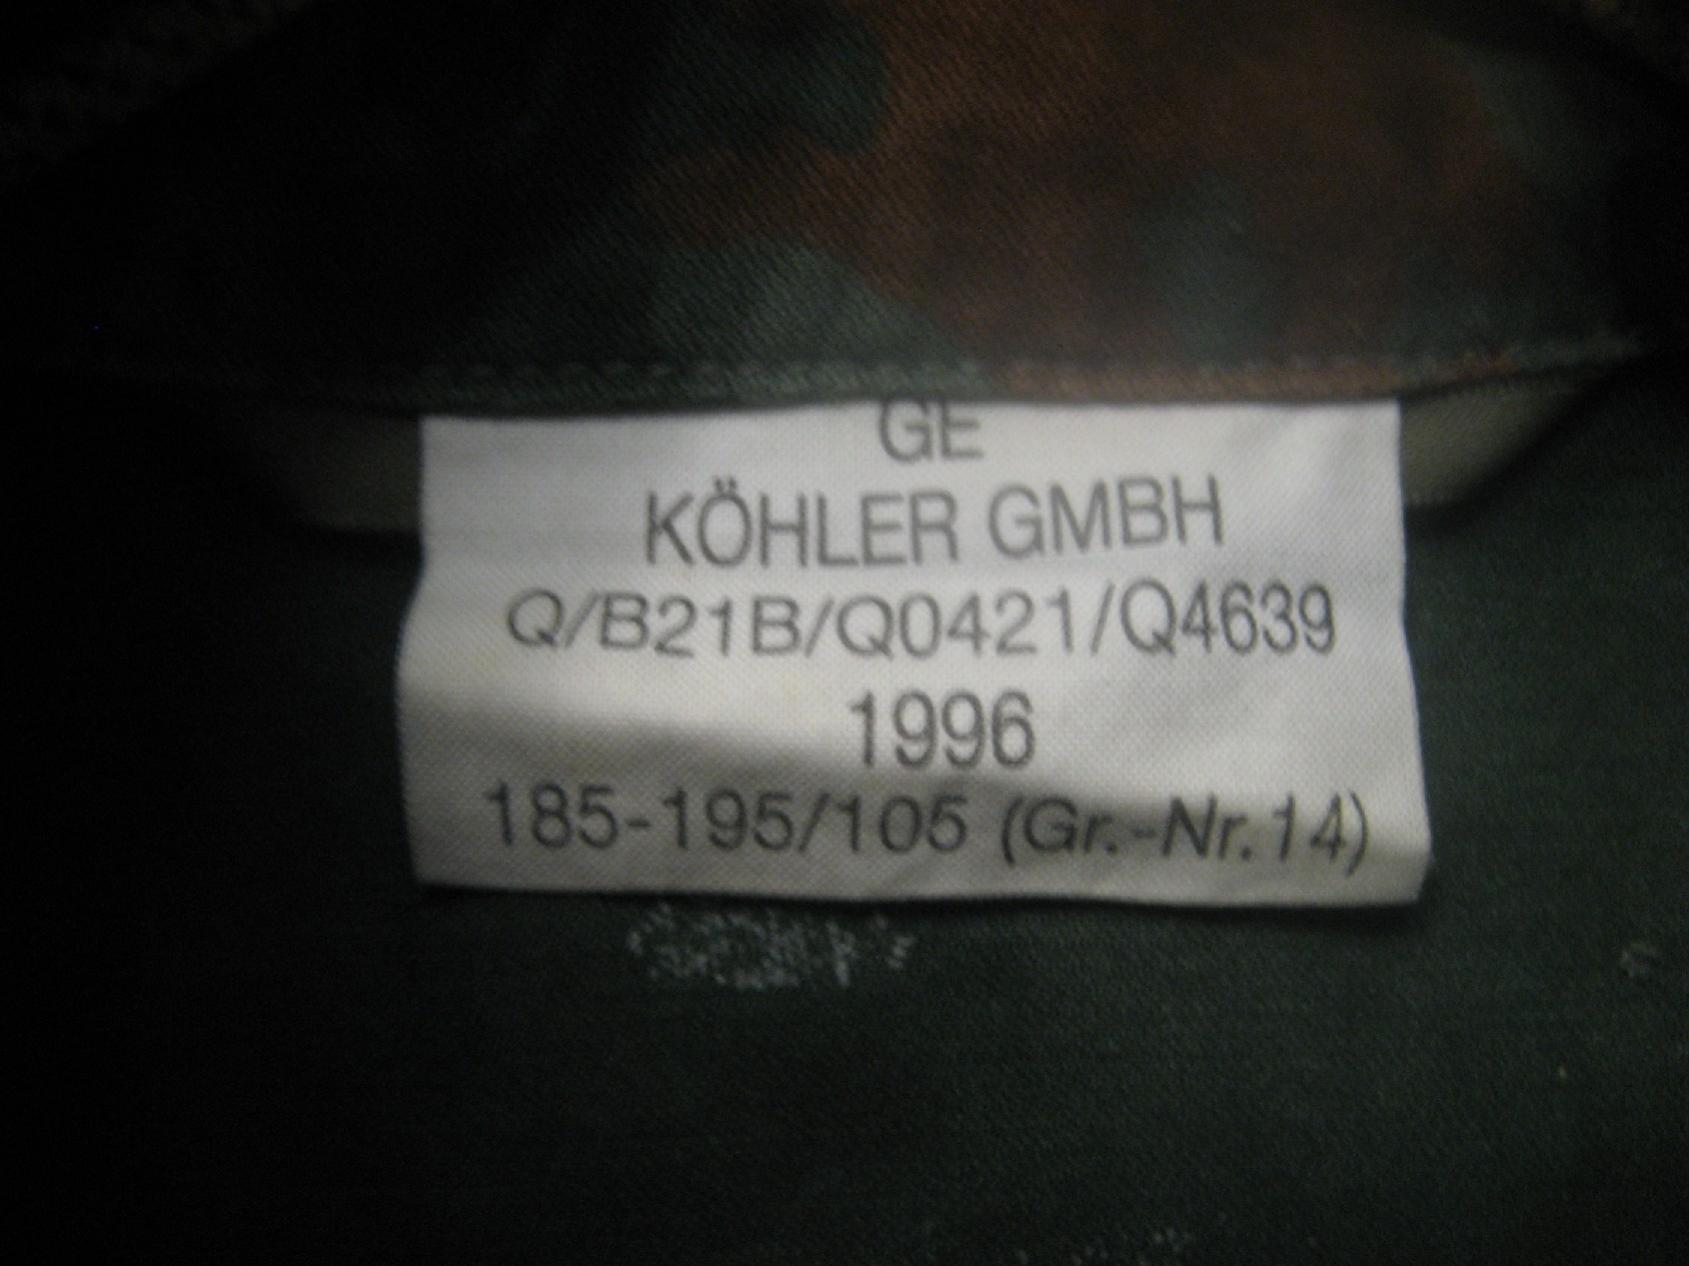 GE
KÖHLER GMBH
Q/B21B/Q0421/Q4639
1996
185-195/105 (Gr.-Nr.14)